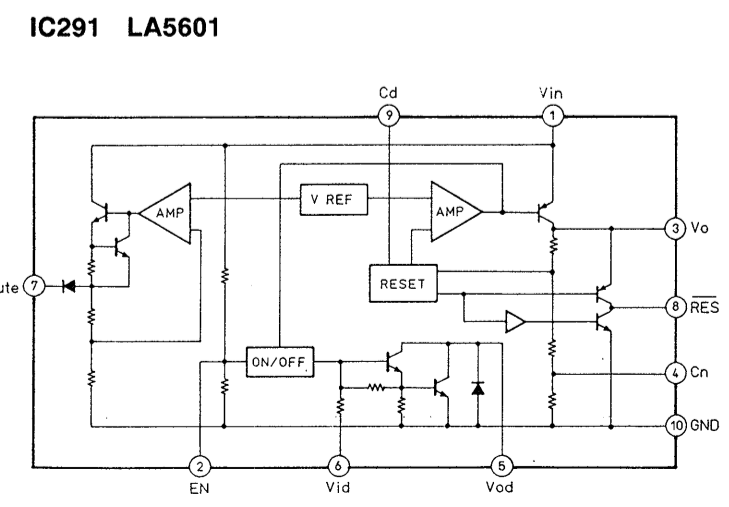 IC291 LA5601
Cd
Vin
9
1
AMP
V REF
AMP
3 Vo
RESET
7
8 RES
ON/OFF
4 Cn
10 GND
2
6
5
EN
Vid
Vod